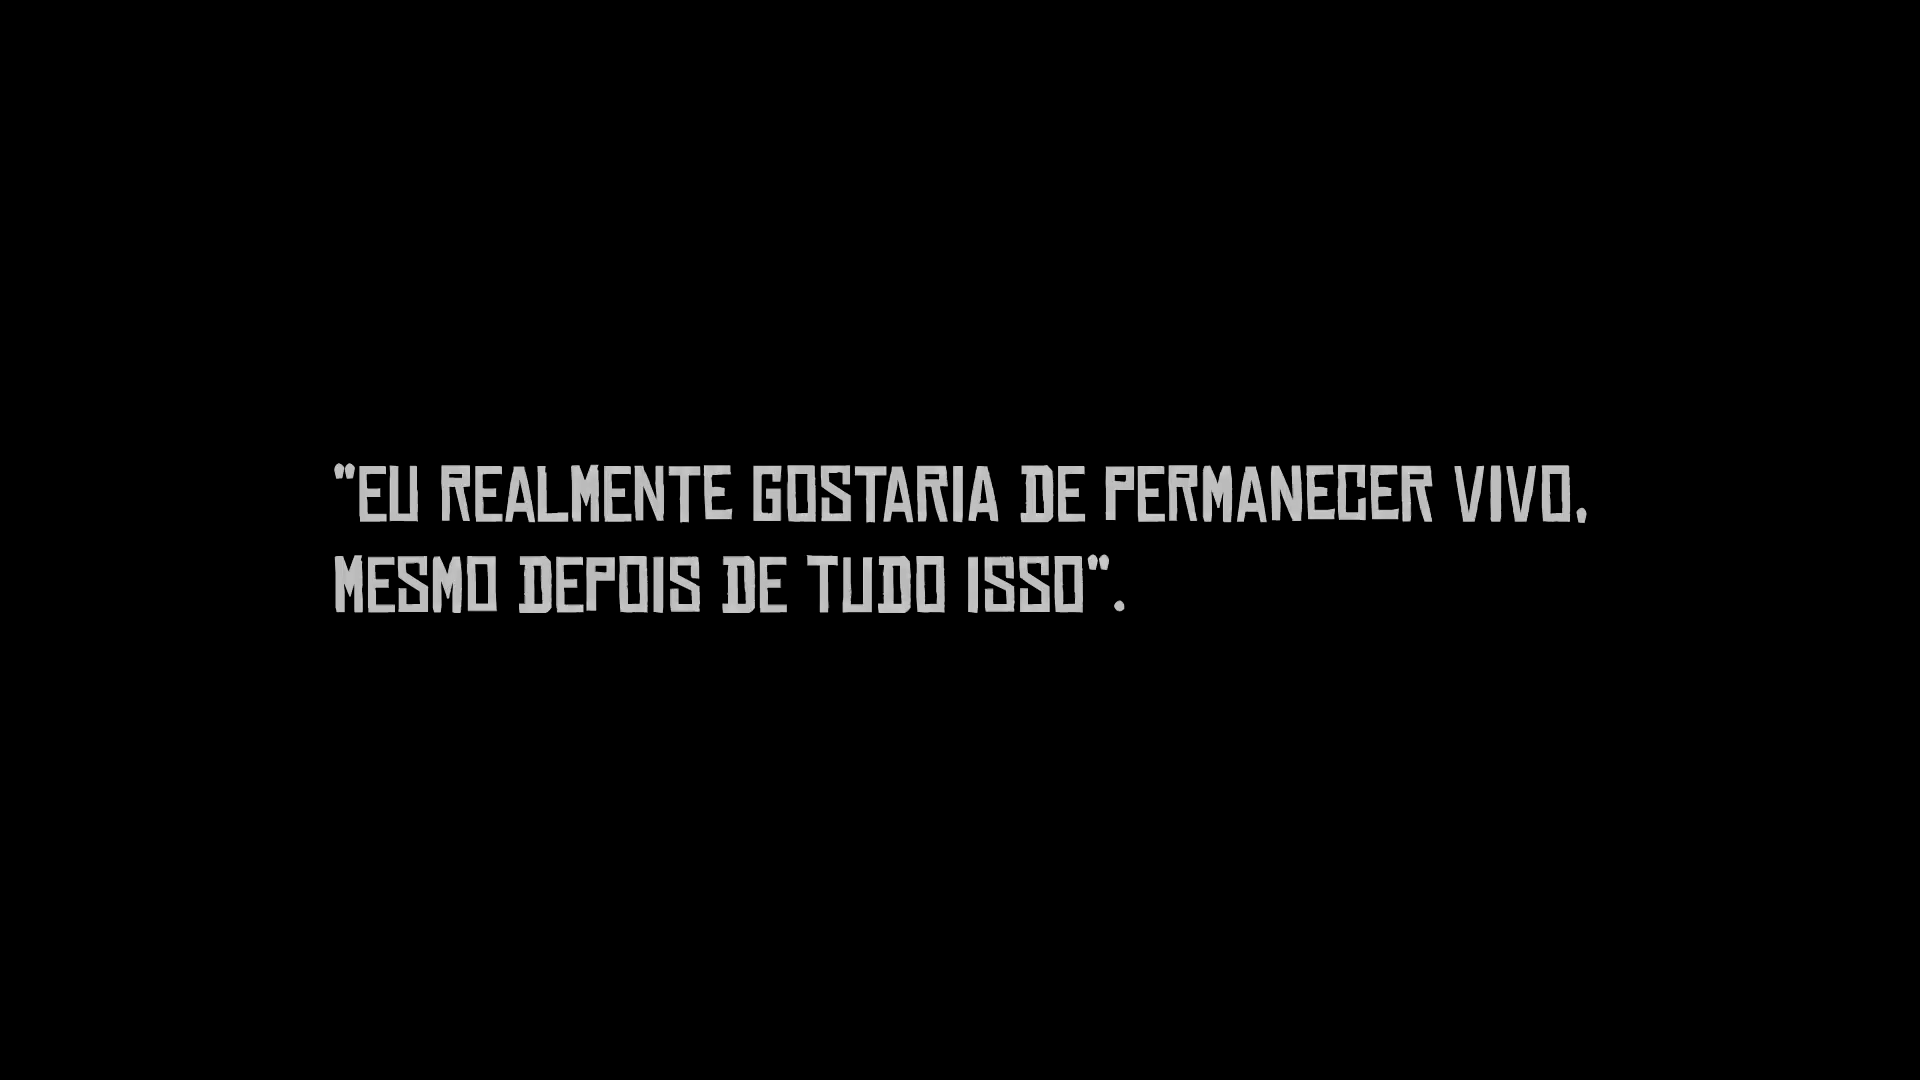 "EU REALMENTE GOSTARIA DE PERMANECER VIVO,
MESMO DEPOIS DE TUDO ISSO".